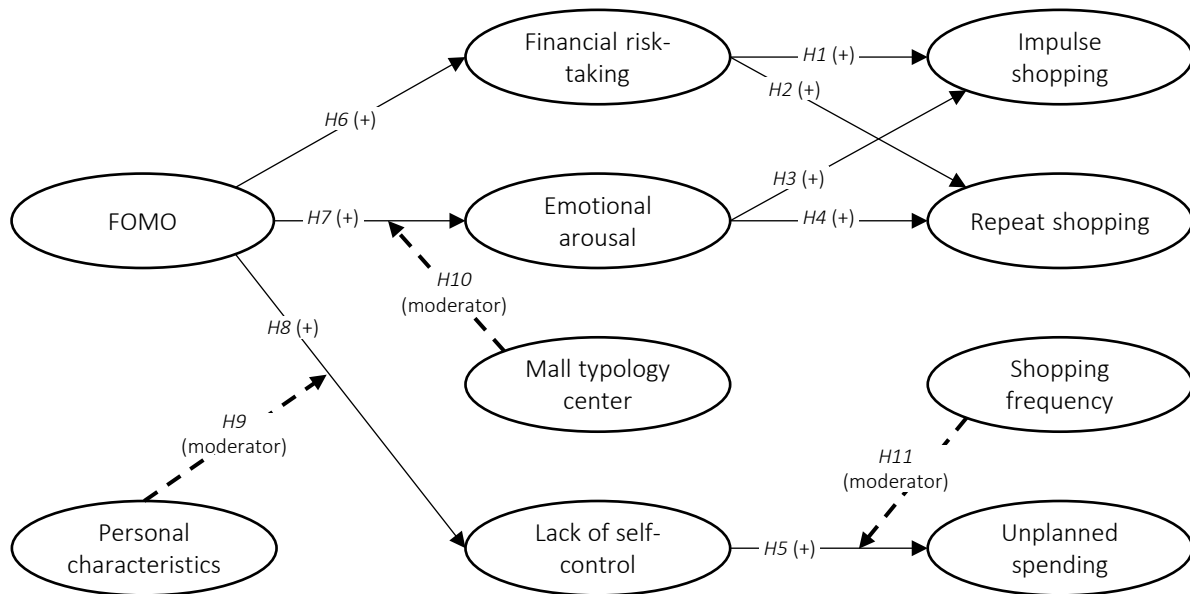 Financial risk-
taking
H1 (+)
Impulse
shopping
H2 (+)
H6 (+)
H3 (+)
FOMO
H7 (+)
Emotional
arousal
H4 (+)
Repeat shopping
H10
(moderator)
H8 (+)
Mall typology
center
Shopping
frequency
H9
(moderator)
H11
(moderator)
Personal
characteristics
Lack of self-
control
H5 (+)
Unplanned
spending